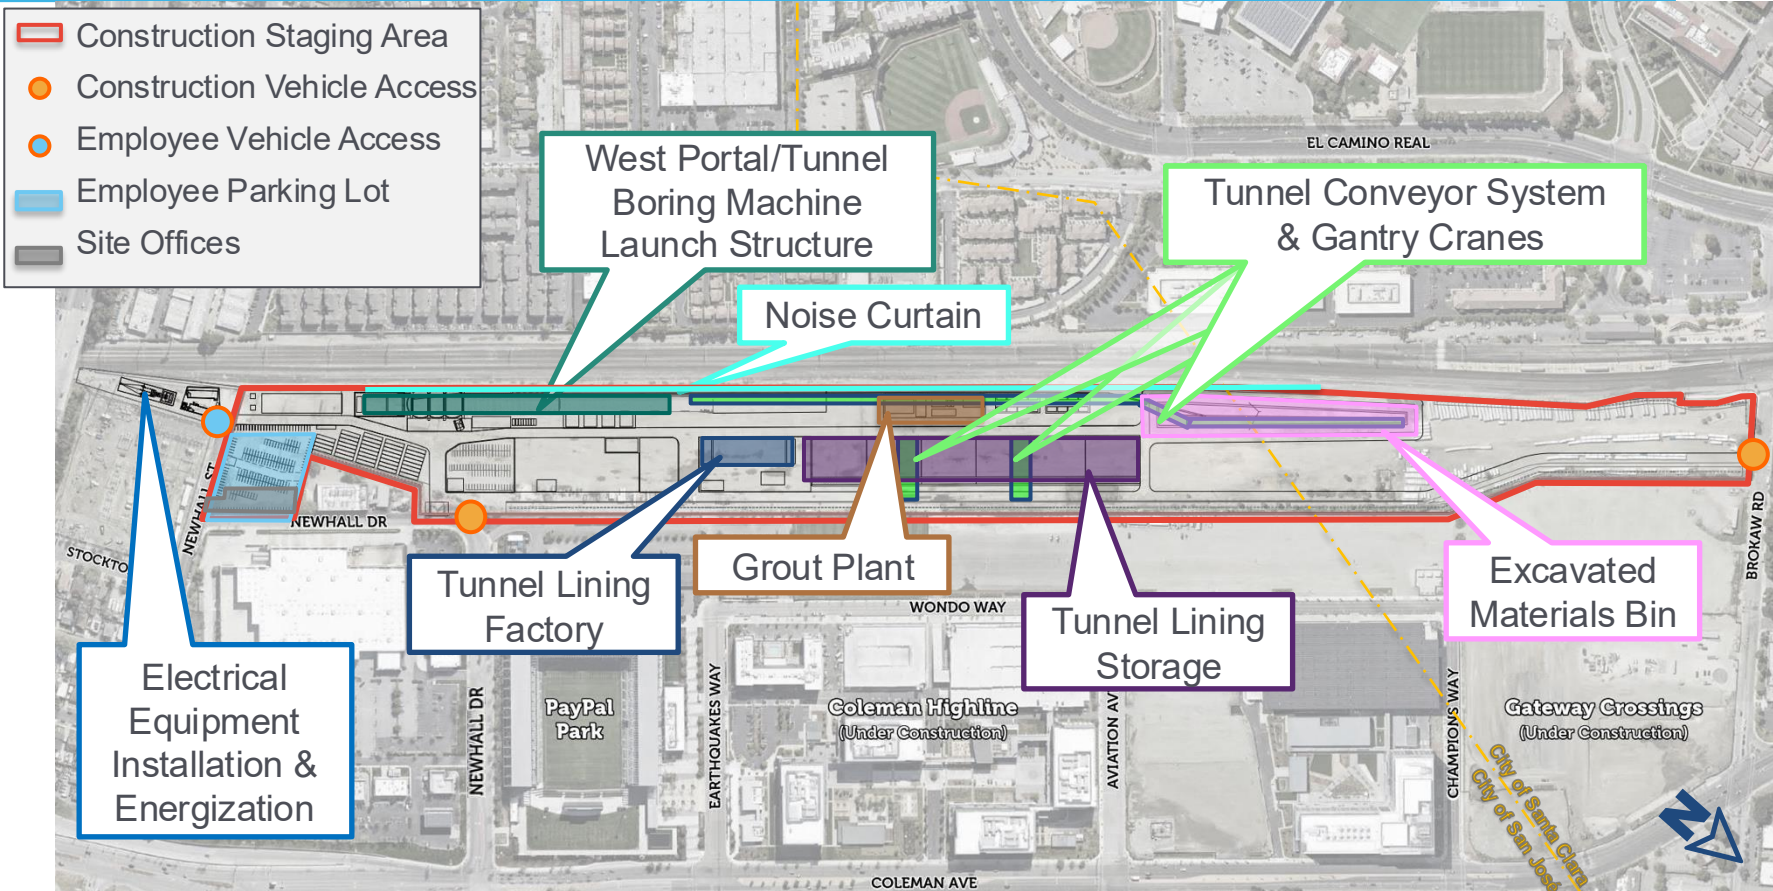 Construction Staging Area
Construction Vehicle Access
Employee Vehicle Access
Employee Parking Lot
Site Offices
EL CAMINO REAL
West Portal/Tunnel
Boring Machine
Launch Structure
Tunnel Conveyor System
& Gantry Cranes
Noise Curtain
NEWHALL ST
NEWHALL DR
STOCKTO
BROKAW RD
Tunnel Lining
Factory
Grout Plant
Excavated
Materials Bin
WONDO WAY
Tunnel Lining
Storage
Electrical
Equipment
Installation &
Energization
NEWHALL DR
PayPal
Park
EARTHQUAKES WAY
Coleman Highline
(Under Construction)
AVIATION AV
CHAMPIONS WAY
Gateway Crossings
(Under Construction)
City of Santa Clara
City of San José
N
COLEMAN AVE